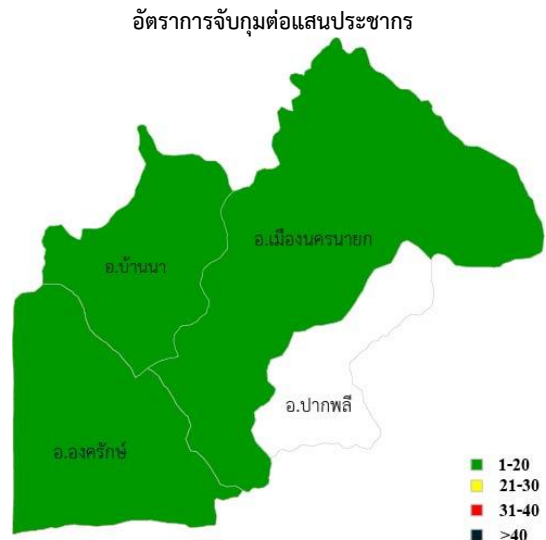 อัตราการจับกุมต่อแสนประชากร
อ.เมืองนครนายก
อ.บ้านนา
อ.ปากพลี
อ.องครักษ์
1-20
21-30
31-40
>40